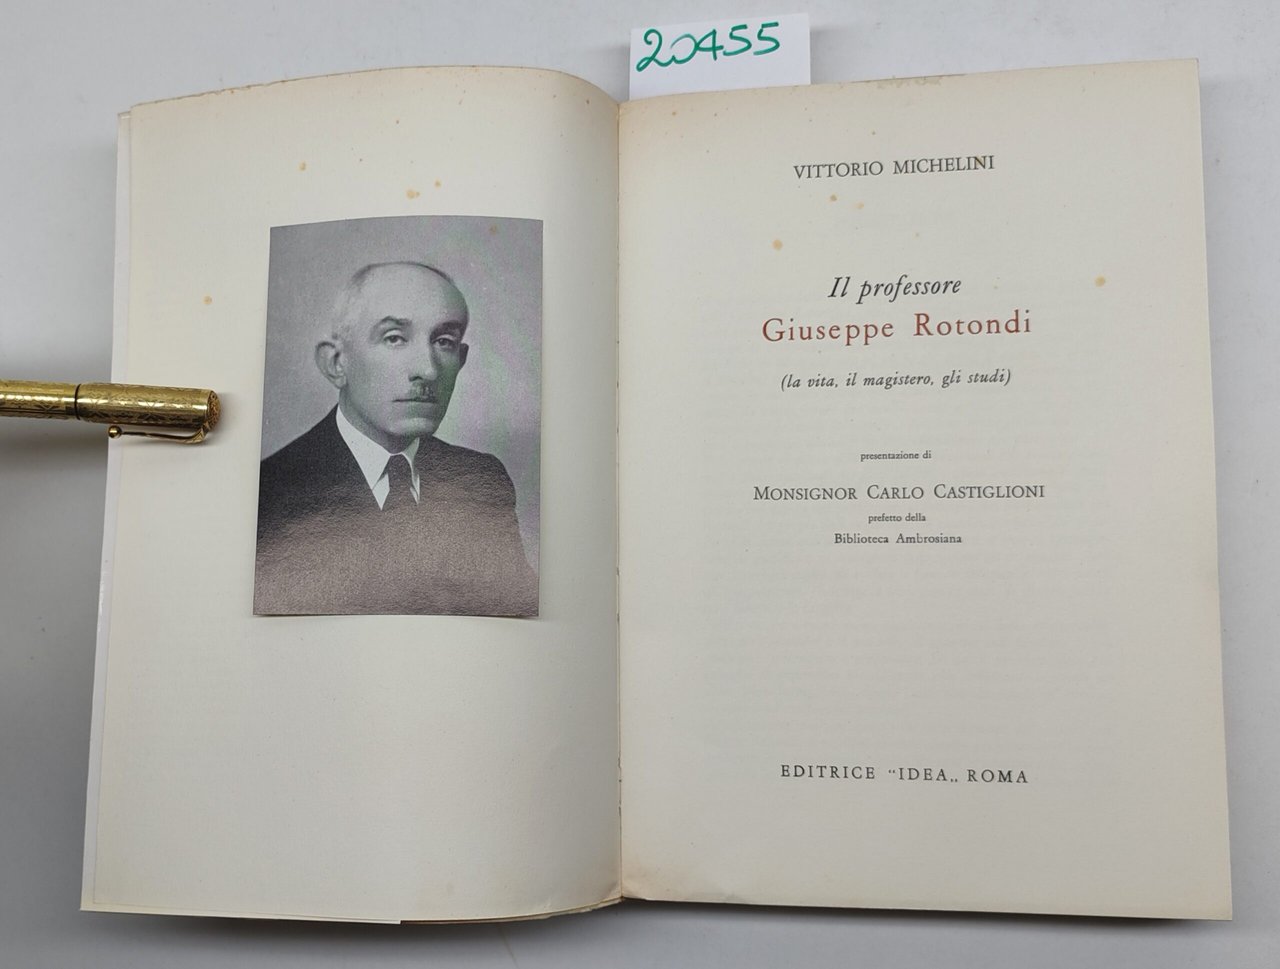 20455
VITTORIO MICHELINI
Il professore
Giuseppe Rotondi
(la vita, il magistero, gli studi)
presentazione di
MONSIGNOR CARLO CASTIGLIONI
prefetto della
Biblioteca Ambrosiana
EDITRICE “IDEA„ ROMA